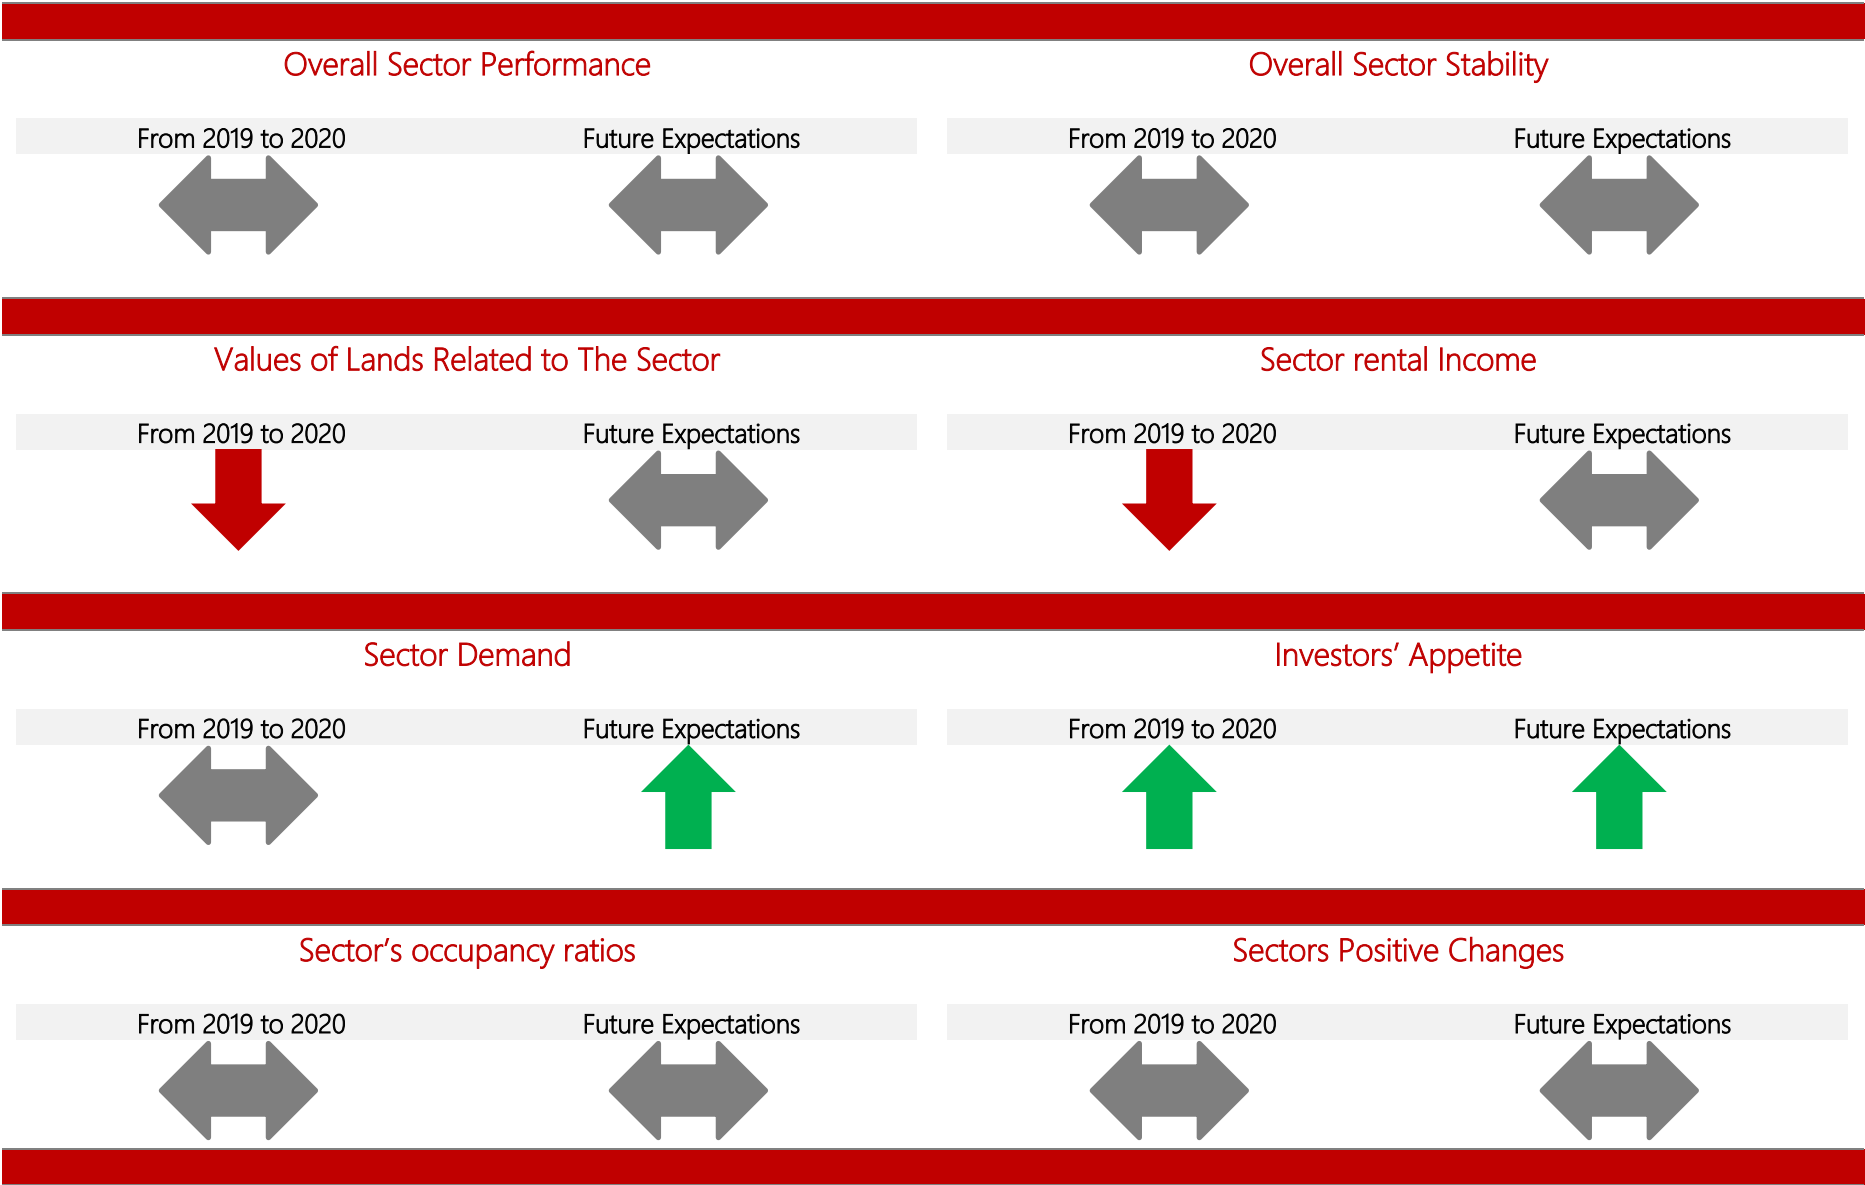 Overall Sector Performance
Overall Sector Stability
From 2019 to 2020
Future Expectations
From 2019 to 2020
Future Expectations
Values of Lands Related to The Sector
Sector rental Income
From 2019 to 2020
Future Expectations
From 2019 to 2020
Future Expectations
Sector Demand
Investors’ Appetite
From 2019 to 2020
Future Expectations
From 2019 to 2020
Future Expectations
Sector’s occupancy ratios
Sectors Positive Changes
From 2019 to 2020
Future Expectations
From 2019 to 2020
Future Expectations